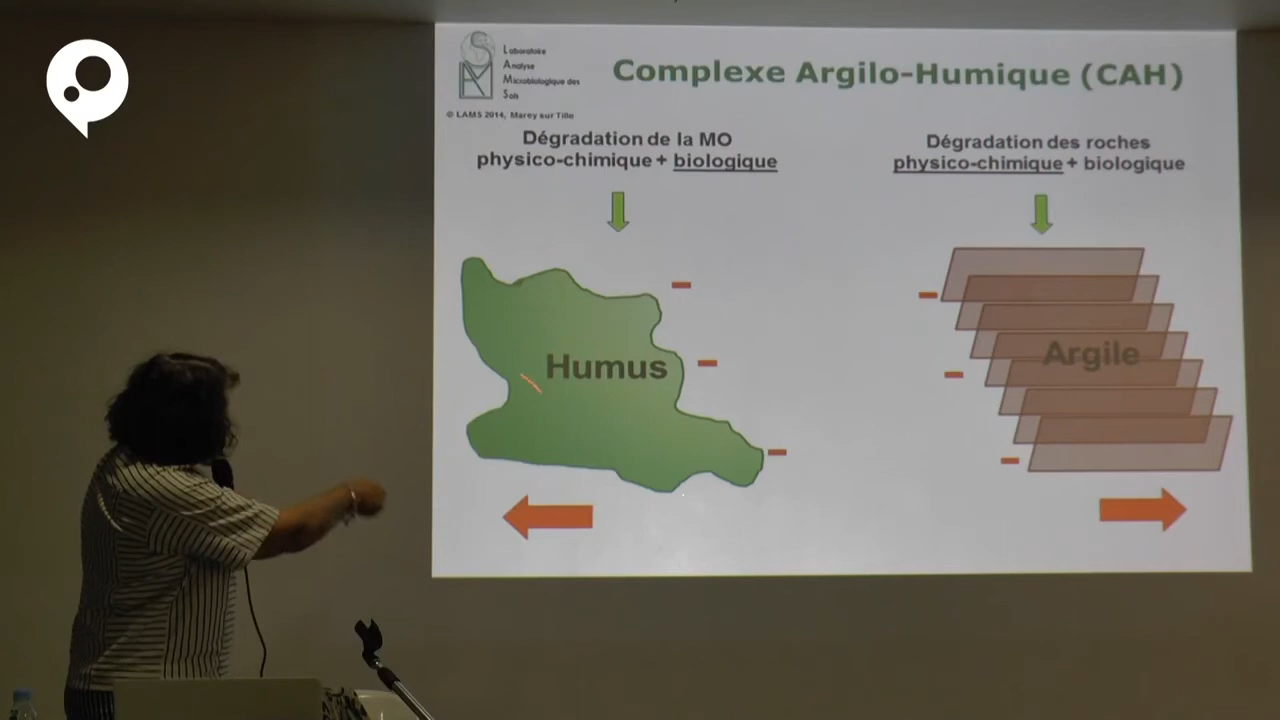 Laboratoire
Analyse
Microbiologique des
Sols
Complexe Argilo-Humique (CAH)
© LAMS 2014, Marey sur Tille
Dégradation de la MO
physico-chimique + biologique
Dégradation des roches
physico-chimique + biologique
Humus
Argile